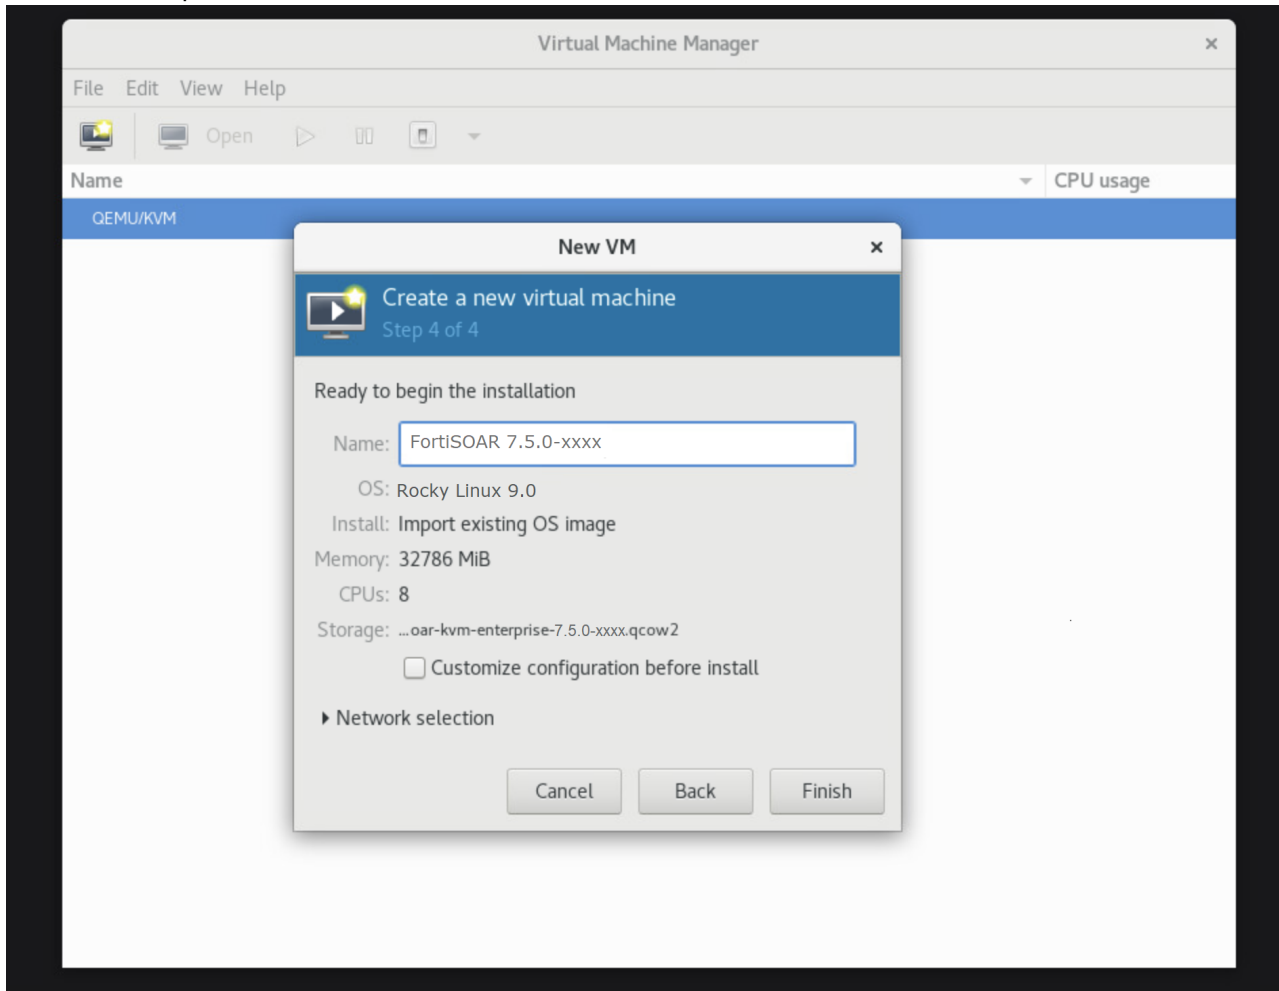 Virtual Machine Manager
File Edit View Help
Open
Name CPU usage
QEMU/KVM
New VM
Create a new virtual machine
Step 4 of 4
Ready to begin the installation
Name: FortiSOAR 7.5.0-xxxx
OS: Rocky Linux 9.0
Install: Import existing OS image
Memory: 32786 MiB
CPUs: 8
Storage: ...oar-kvm-enterprise-7.5.0-xxxx.qcow2
Customize configuration before install
Network selection
Cancel Back Finish